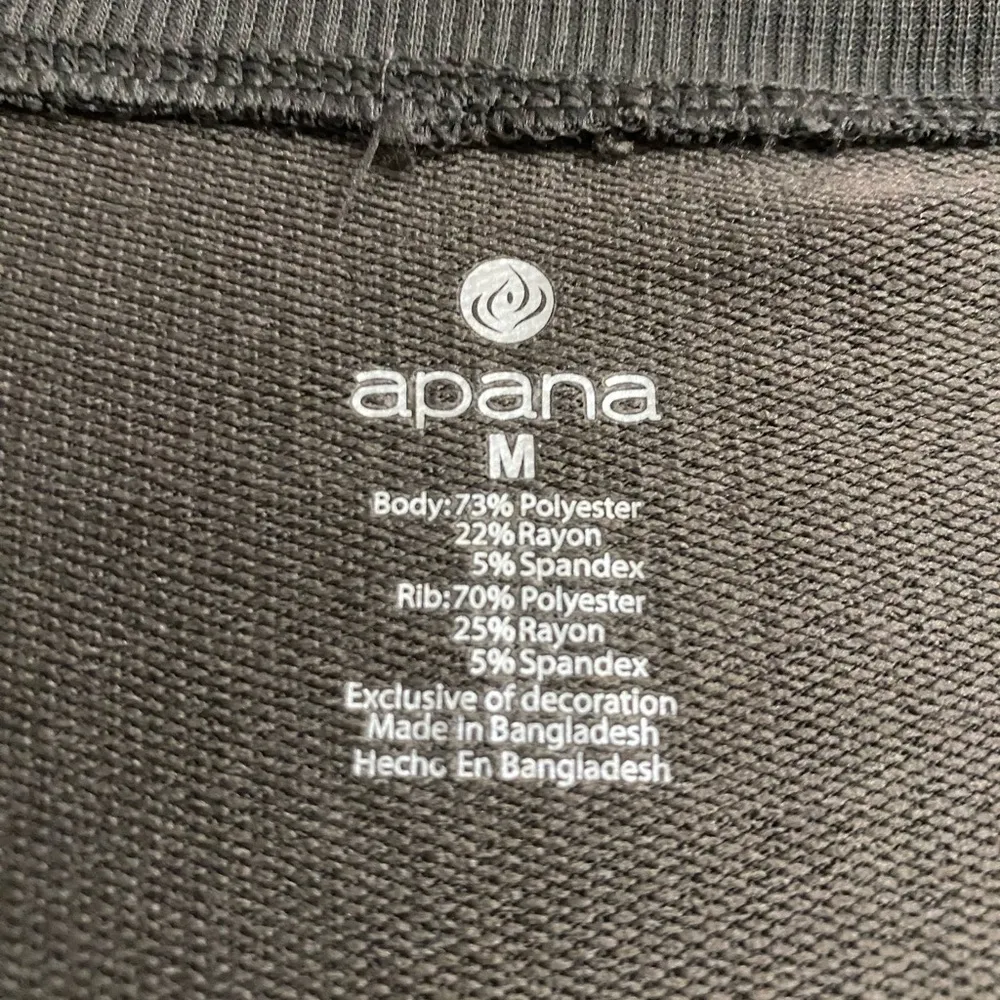 apana
M
Body: 73% Polyester
22% Rayon
5% Spandex
Rib: 70% Polyester
25% Rayon
5% Spandex
Exclusive of decoration
Made in Bangladesh
Hecho En Bangladesh